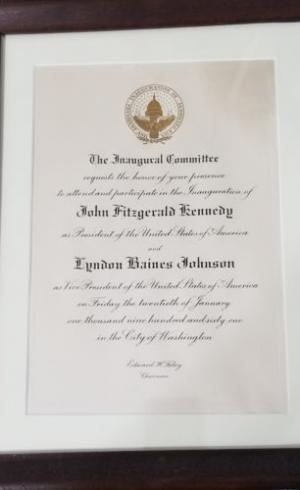 The Inaugural Committee
requests the honor of your presence
to attend and participate in the Inauguration of
John Fitzgerald Kennedy
as President of the United States of America
and
Lyndon Baines Johnson
as Vice President of the United States of America
on Friday the twentieth of January
one thousand nine hundred and sixty one
in the City of Washington
Edward H. Foley
Chairman